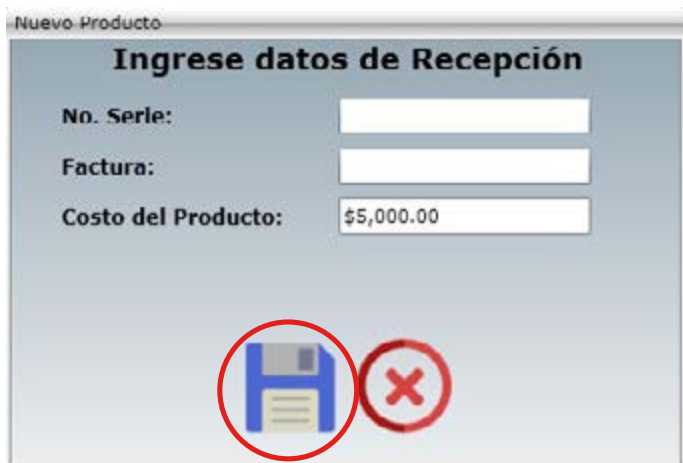 Nuevo Producto
Ingrese datos de Recepción
No. Serie:
Factura:
Costo del Producto: $5,000.00